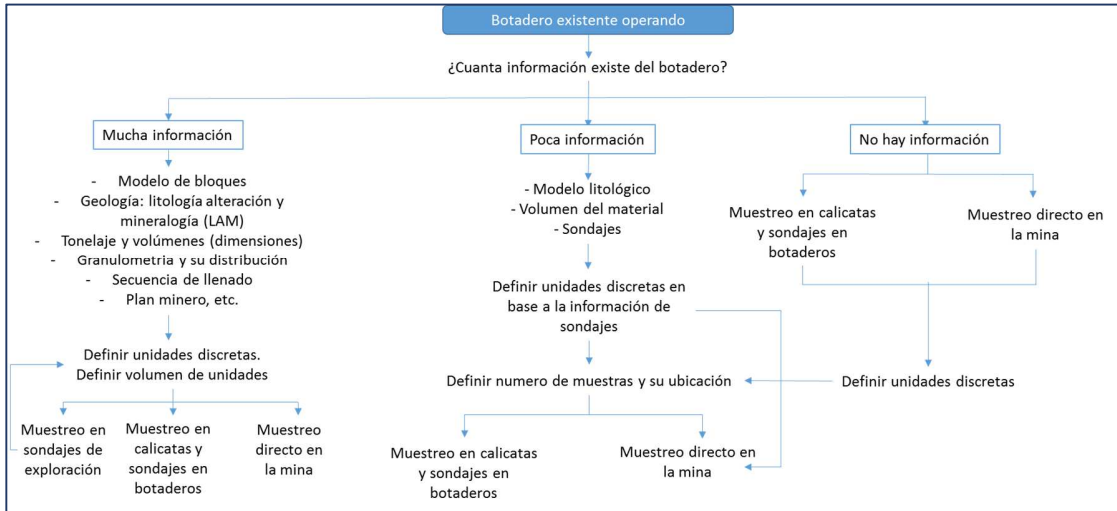 Botadero existente operando
¿Cuanta información existe del botadero?
Mucha información
- Modelo de bloques
- Geología: litología alteración y
mineralogía (LAM)
- Tonelaje y volúmenes (dimensiones)
- Granulometría y su distribución
- Secuencia de llenado
- Plan minero, etc.
Definir unidades discretas.
Definir volumen de unidades
Muestreo en
sondajes de
exploración
Muestreo en
calicatas y
sondajes en
botaderos
Muestreo
directo en
la mina
Poca información
- Modelo litológico
- Volumen del material
- Sondajes
Definir unidades discretas en
base a la información de
sondajes
Definir numero de muestras y su ubicación
Muestreo en calicatas
y sondajes en
botaderos
Muestreo directo en
la mina
No hay información
Muestreo en calicatas
y sondajes en
botaderos
Muestreo directo en
la mina
Definir unidades discretas